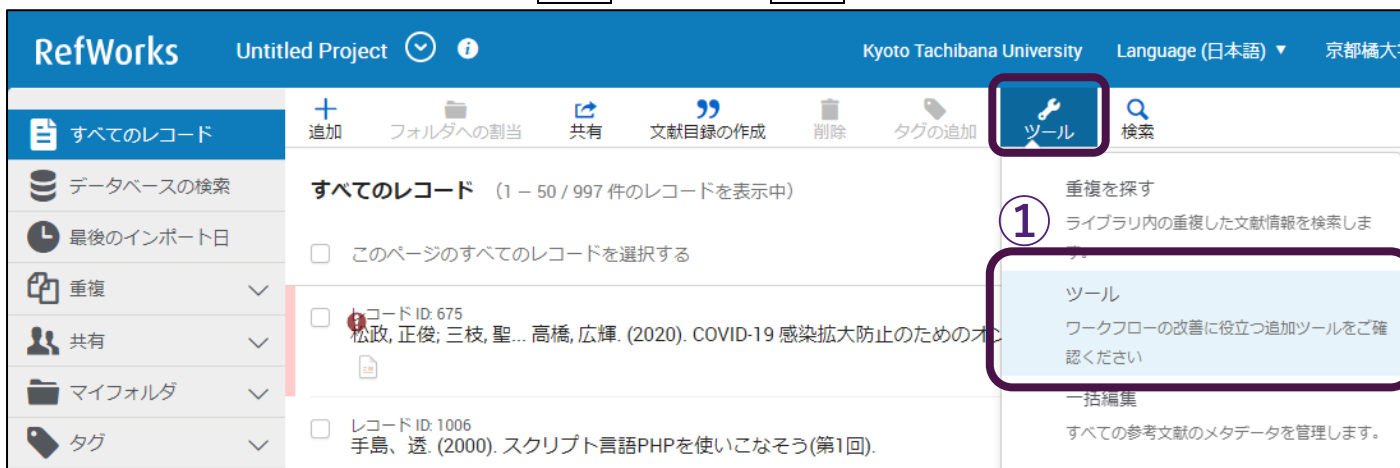 RefWorks Untitled Project Kyoto Tachibana University Language (日本語) ▼ 京都橘大
追加 フォルダへの割当 共有 文献目録の作成 削除 タグの追加 ツール 検索
すべてのレコード
データベースの検索
最後のインポート日
重複
共有
マイフォルダ
タグ
すべてのレコード (1 – 50 / 997 件のレコードを表示中)
このページのすべてのレコードを選択する
レコード ID: 675
松政, 正俊; 三枝, 聖... 高橋, 広輝. (2020). COVID-19 感染拡大防止のためのオン
レコード ID: 1006
手島、透. (2000). スクリプト言語PHPを使いこなそう(第1回).
①
重複を探す
ライブラリ内の重複した文献情報を検索しま
す。
ツール
ワークフローの改善に役立つ追加ツールをご確
認ください
一括編集
すべての参考文献のメタデータを管理します。